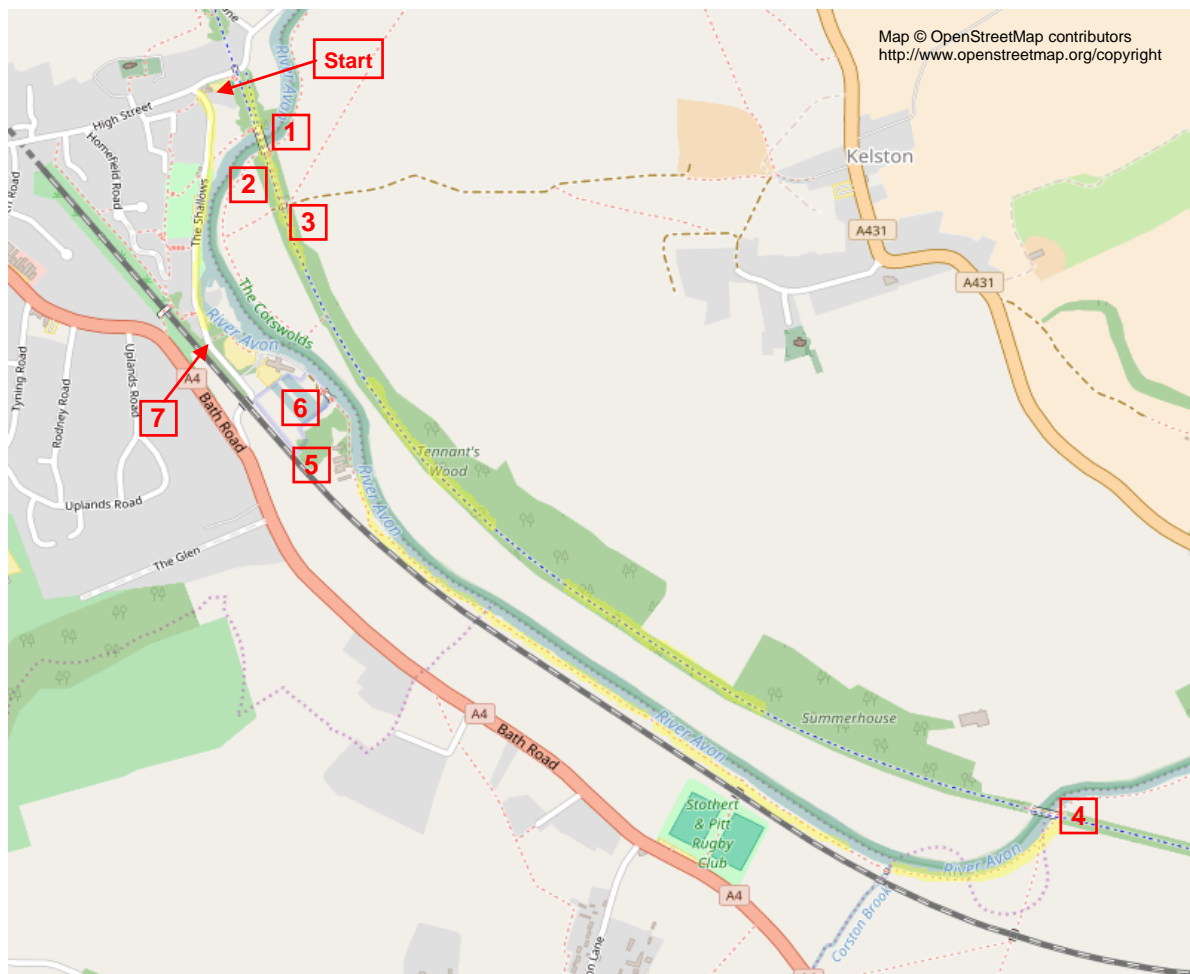 Map © OpenStreetMap contributors
http://www.openstreetmap.org/copyright
River Avon
Start
High Street
1
Homefield Road
2
Kelston
The Shallows
3
A431
A431
The Cotswolds
River Avon
A4
7
6
Tyning Road
Rodney Road
Uplands Road
Bath Road
Tennant's
Wood
5
Uplands Road
River Avon
The Glen
A4
Bath Road
River Avon
Summerhouse
Stothert
& Pitt
Rugby
Club
4
River Avon
A4
Corston Brook